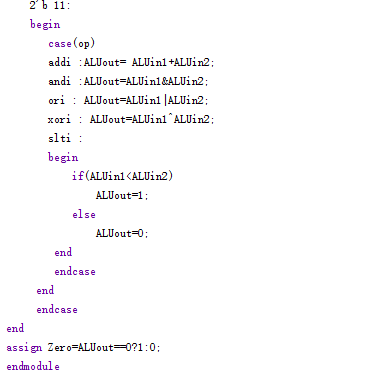 2'b 11:
begin
case(op)
addi :ALUout= ALUin1+ALUin2;
andi :ALUout=ALUin1&ALUin2;
ori : ALUout=ALUin1|ALUin2;
xori : ALUout=ALUin1^ALUin2;
slti :
begin
if(ALUin1<ALUin2)
ALUout=1;
else
ALUout=0;
end
endcase
end
endcase
end
assign Zero=ALUout==0?1:0;
endmodule